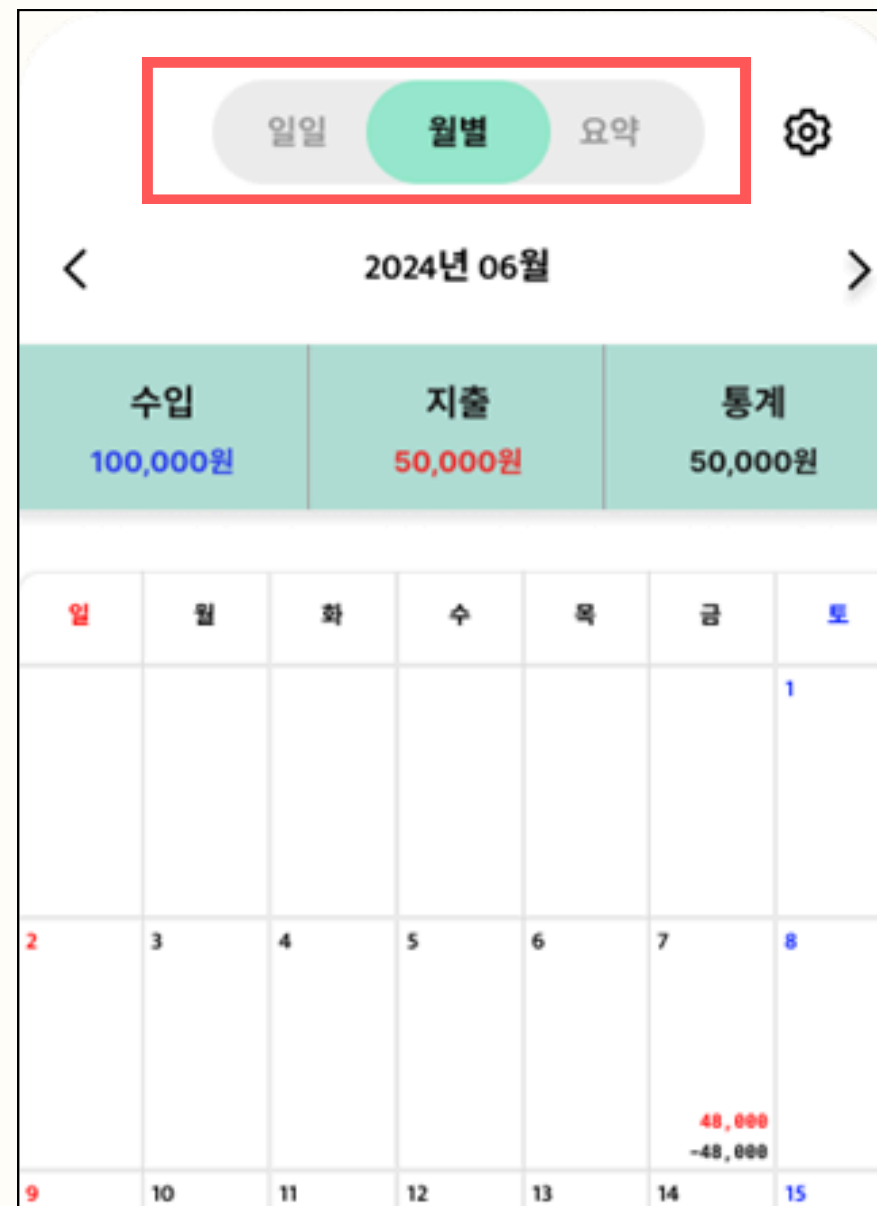 일일 월별 요약
2024년 06월
수입 지출 통계
100,000원 50,000원 50,000원
일 월 화 수 목 금 토
1
2 3 4 5 6 7 8
48,000
-48,000
9 10 11 12 13 14 15